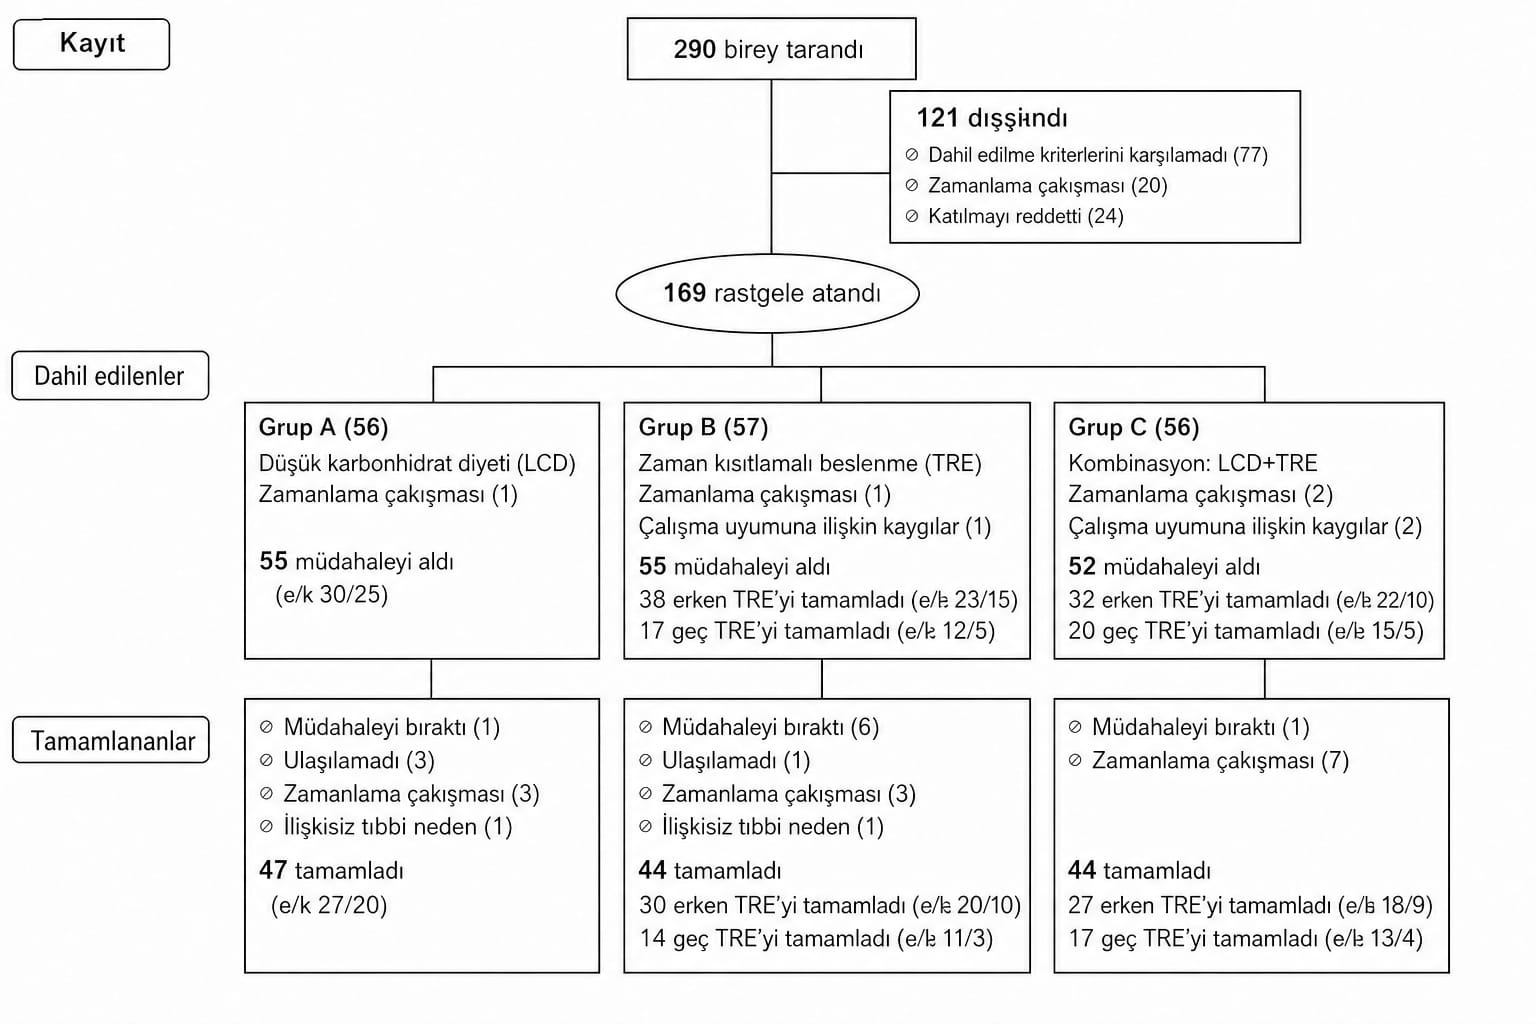 Kayıt
290 birey tarandı
121
Dahil edilme kriterlerini karşılamadı (77)
Zamanlama çakışması (20)
Katılmayı reddetti (24)
169 rastgele atandı
Dahil edilenler
Grup A (56)
Düşük karbonhidrat diyeti (LCD)
Zamanlama çakışması (1)
55 müdahaleyi aldı
(e/k 30/25)
Grup B (57)
Zaman kısıtlamalı beslenme (TRE)
Zamanlama çakışması (1)
Çalışma uyumuna ilişkin kaygılar (1)
55 müdahaleyi aldı
38 erken TRE’yi tamamladı (e/k 23/15)
17 geç TRE’yi tamamladı (e/k 12/5)
Grup C (56)
Kombinasyon: LCD+TRE
Zamanlama çakışması (2)
Çalışma uyumuna ilişkin kaygılar (2)
52 müdahaleyi aldı
32 erken TRE’yi tamamladı (e/k 22/10)
20 geç TRE’yi tamamladı (e/k 15/5)
Tamamlananlar
Müdahaleyi bıraktı (1)
Ulaşılamadı (3)
Zamanlama çakışması (3)
İlişkisiz tıbbi neden (1)
47 tamamladı
(e/k 27/20)
Müdahaleyi bıraktı (6)
Ulaşılamadı (1)
Zamanlama çakışması (3)
İlişkisiz tıbbi neden (1)
44 tamamladı
30 erken TRE’yi tamamladı (e/k 20/10)
14 geç TRE’yi tamamladı (e/k 11/3)
Müdahaleyi bıraktı (1)
Zamanlama çakışması (7)
44 tamamladı
27 erken TRE’yi tamamladı (e/k 18/9)
17 geç TRE’yi tamamladı (e/k 13/4)